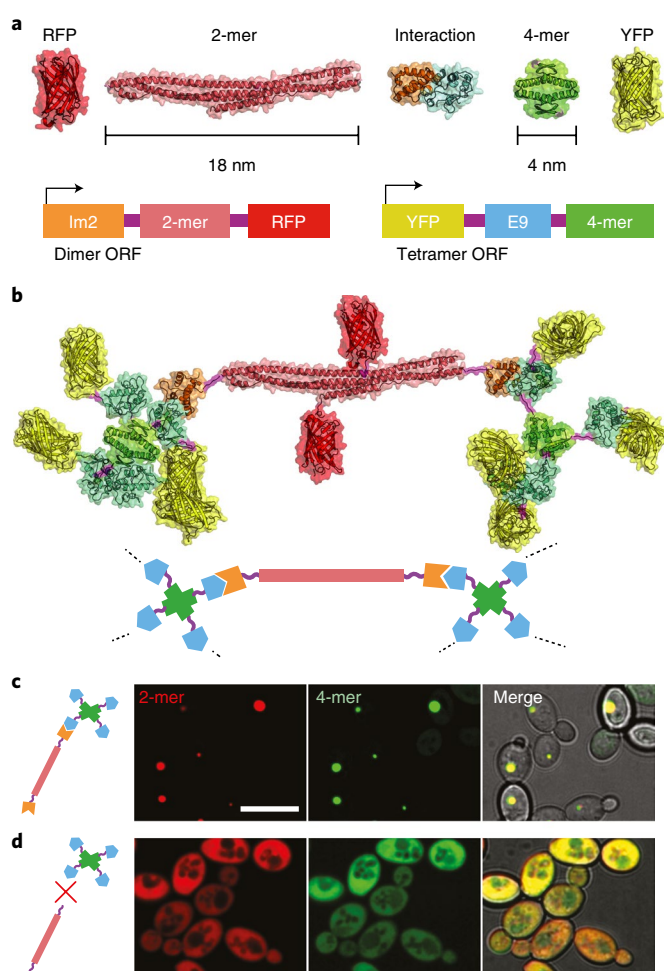 a
RFP 2-mer Interaction 4-mer YFP
18 nm 4 nm
Im2 2-mer RFP YFP E9 4-mer
Dimer ORF Tetramer ORF
b
c
2-mer 4-mer Merge
d